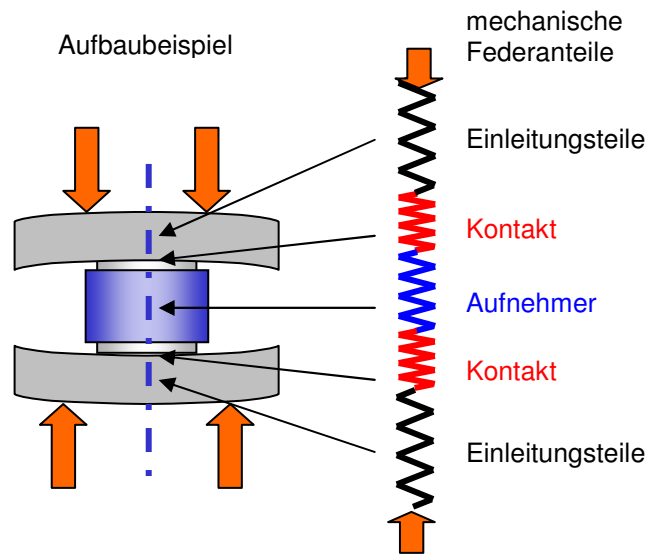 Aufbaubeispiel
mechanische
Federanteile
Einleitungsteile
Kontakt
Aufnehmer
Kontakt
Einleitungsteile